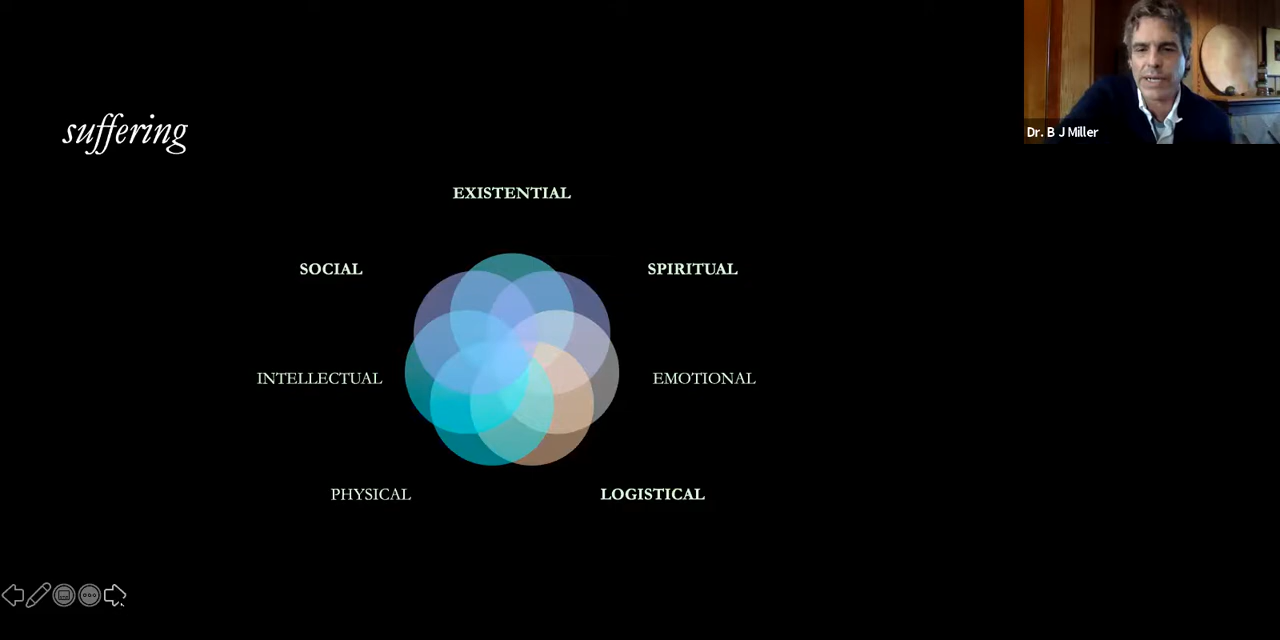 Dr. B J Miller
suffering
EXISTENTIAL
SOCIAL
SPIRITUAL
INTELLECTUAL
EMOTIONAL
PHYSICAL
LOGISTICAL